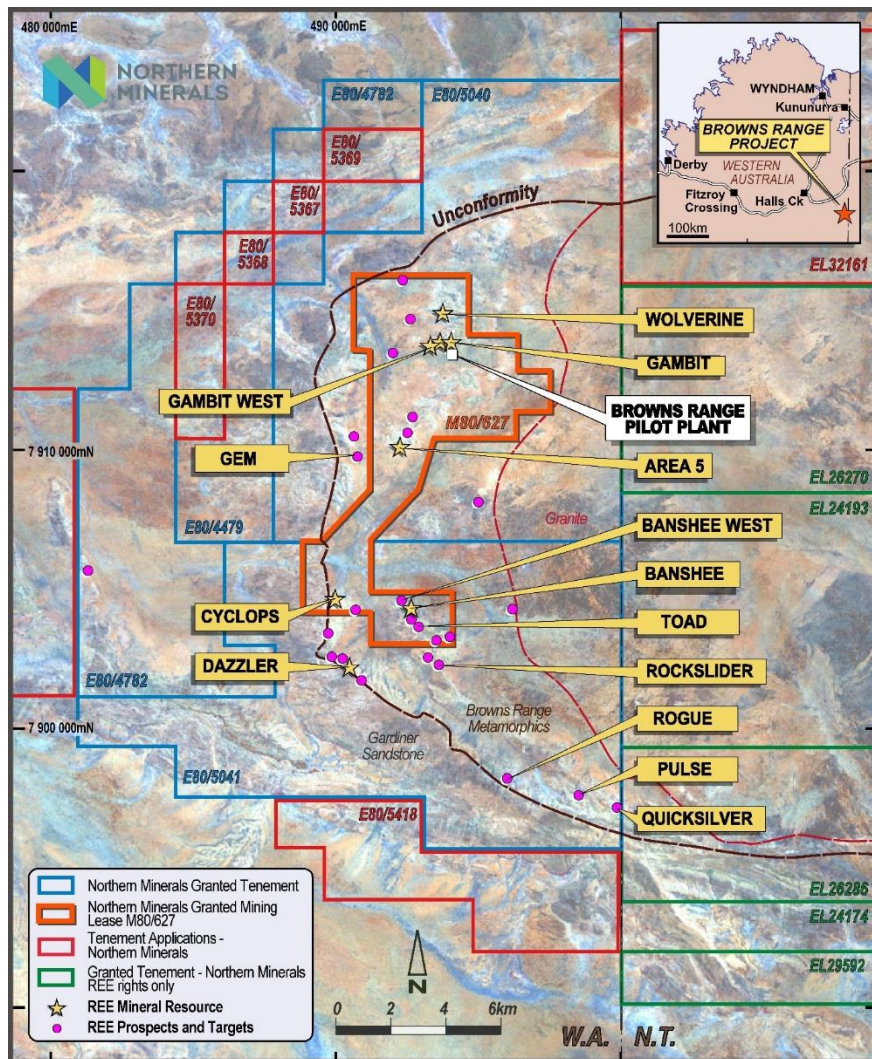 480 000mE
490 000mE
NORTHERN
MINERALS
E80/4782
E80/5040
E80/
5369
E80/
5367
E80/
5368
E80/
5370
Unconformity
WYNDHAM
Kununurra
BROWNS RANGE
PROJECT
WESTERN
AUSTRALIA
Derby
Fitzroy
Crossing
Halls Ck
100km
EL32161
WOLVERINE
GAMBIT
GAMBIT WEST
BROWNS RANGE
PILOT PLANT
M80/627
7 910 000mN
GEM
AREA 5
EL26270
EL24193
E80/4479
Granite
BANSHEE WEST
BANSHEE
CYCLOPS
TOAD
DAZZLER
ROCKSLIDER
E80/4782
7 900 000mN
Browns Range
Metamorphics
Gardiner
Sandstone
ROGUE
PULSE
QUICKSILVER
E80/5041
E80/5418
EL26286
EL24174
EL29592
Northern Minerals Granted Tenement
Northern Minerals Granted Mining
Lease M80/627
Tenement Applications -
Northern Minerals
Granted Tenement - Northern Minerals
REE rights only
REE Mineral Resource
REE Prospects and Targets
N
0 2 4 6km
W.A. N.T.